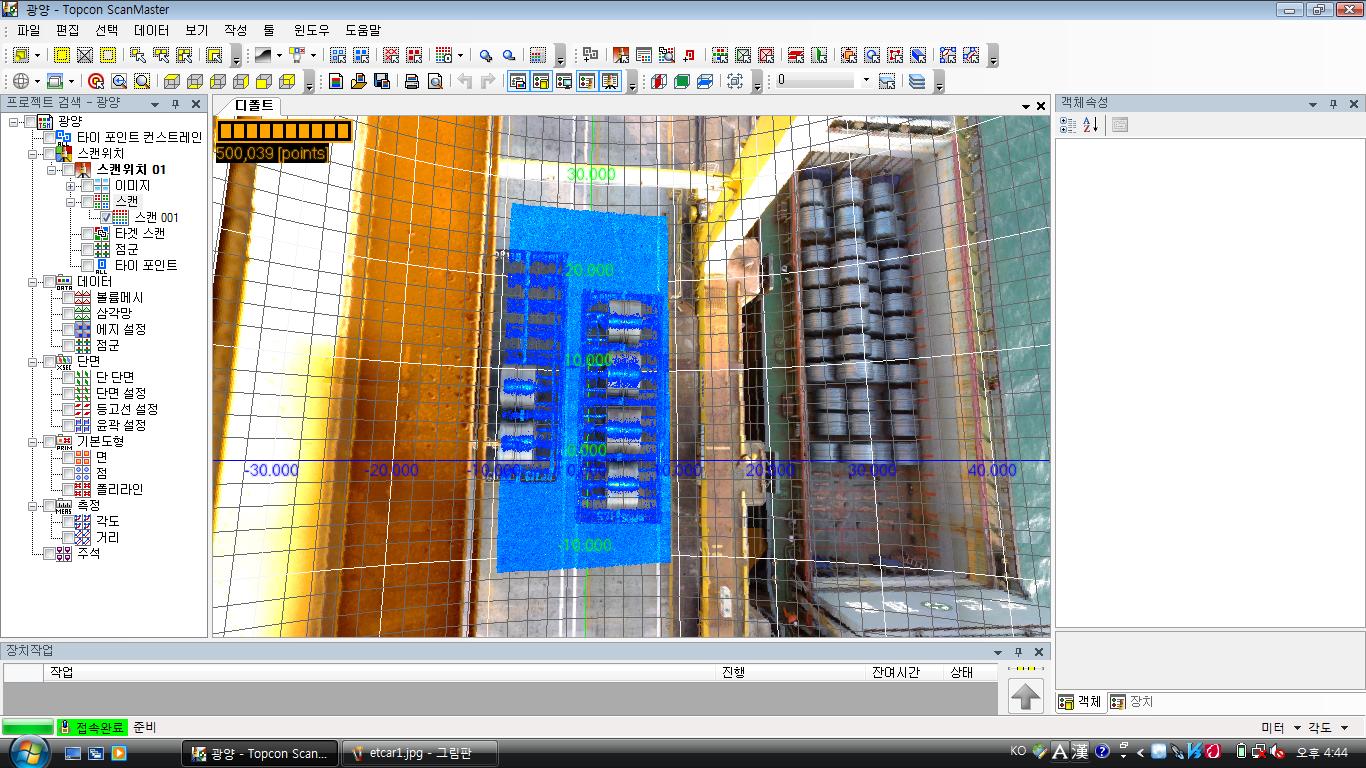 광양 - Topcon ScanMaster
파일 편집 선택 데이터 보기 작성 툴 윈도우 도움말
0
프로젝트 검색 - 광양
디폴트
객체속성
광양
타이 포인트 컨스트레인
스캔위치
스캔위치 01
이미지
스캔
스캔 001
타겟 스캔
점군
타이 포인트
데이터
볼륨메시
삼각망
에지 설정
점군
단면
단 단면
단면 설정
등고선 설정
윤곽 설정
기본도형
면
점
폴리라인
측정
각도
거리
주석
500,039 [points]
30.000
20.000
10.000
0.000
-30.000 -20.000 -10.000 0.000 10.000 20.000 30.000 40.000
-10.000
장치작업
작업 진행 잔여시간 상태
객체 장치
접속완료 준비
미터 각도
광양 - Topcon Scan... etcar1.jpg - 그림판
KO A 漢 오후 4:44